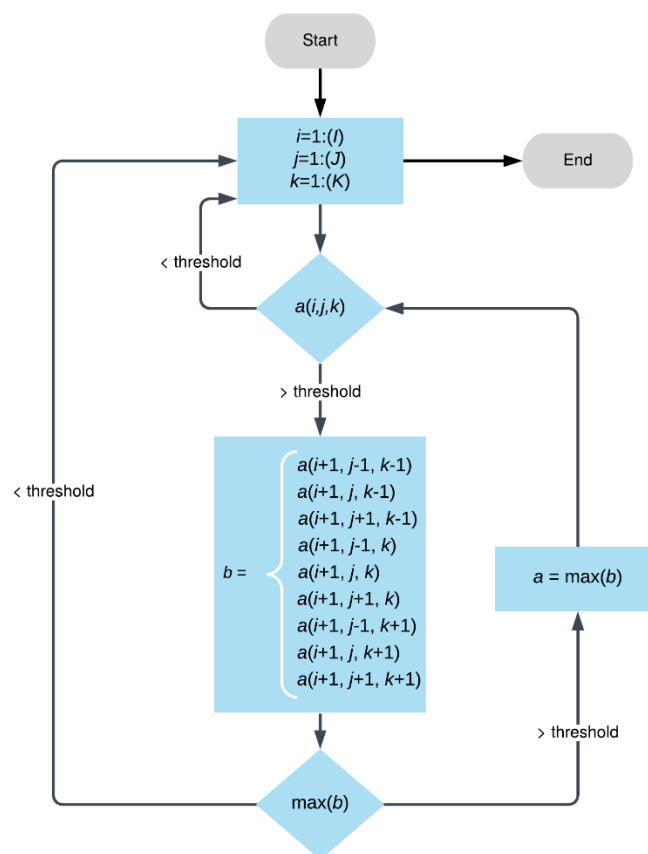 Start
i=1:(I)
j=1:(J)
k=1:(K)
End
< threshold
a(i,j,k)
> threshold
a(i+1, j-1, k-1)
a(i+1, j, k-1)
a(i+1, j+1, k-1)
a(i+1, j-1, k)
b =
a(i+1, j, k)
a(i+1, j+1, k)
a(i+1, j-1, k+1)
a(i+1, j, k+1)
a(i+1, j+1, k+1)
< threshold
a = max(b)
> threshold
max(b)